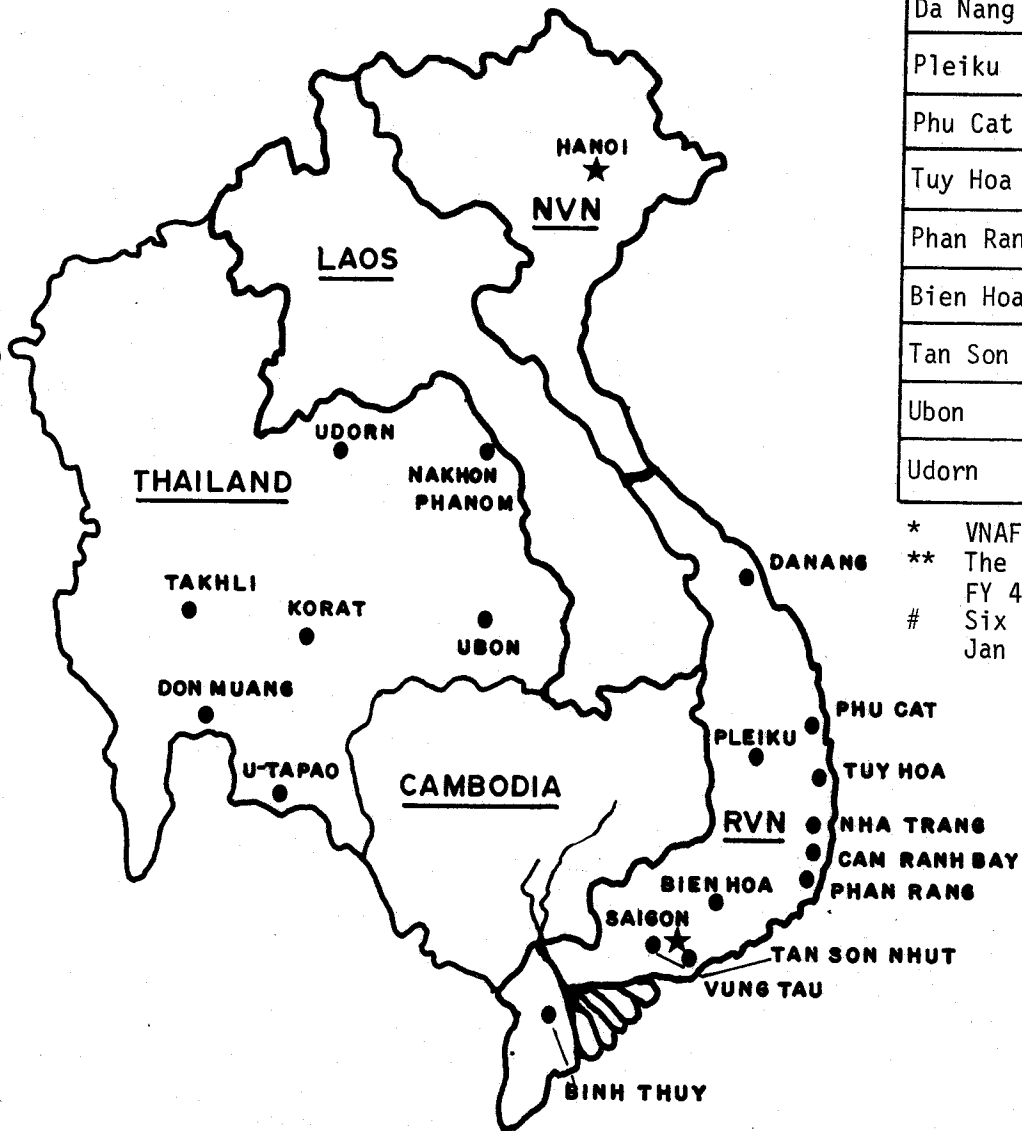 HANOI
NVN
LAOS
UDORN
NAKHON
PHANOM
THAILAND
TAKHLI
KORAT
UBON
DON MUANG
U-TAPAO
CAMBODIA
DANANG
PHU CAT
PLEIKU
TUY HOA
RVN
NHA TRANG
CAM RANH BAY
PHAN RANG
BIEN HOA
SAIGON
TAN SON NHUT
VUNG TAU
BINH THUY
Da Nang
Pleiku
Phu Cat
Tuy Hoa
Phan Ran
Bien Hoa
Tan Son
Ubon
Udorn
* VNAF
** The
FY 4
# Six
Jan